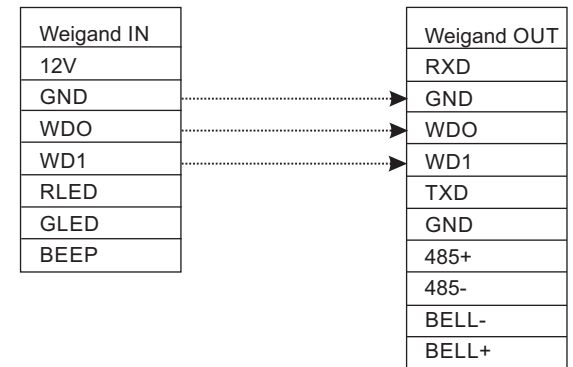 Weigand IN
12V
GND
WDO
WD1
RLED
GLED
BEEP
Weigand OUT
RXD
GND
WDO
WD1
TXD
GND
485+
485-
BELL-
BELL+